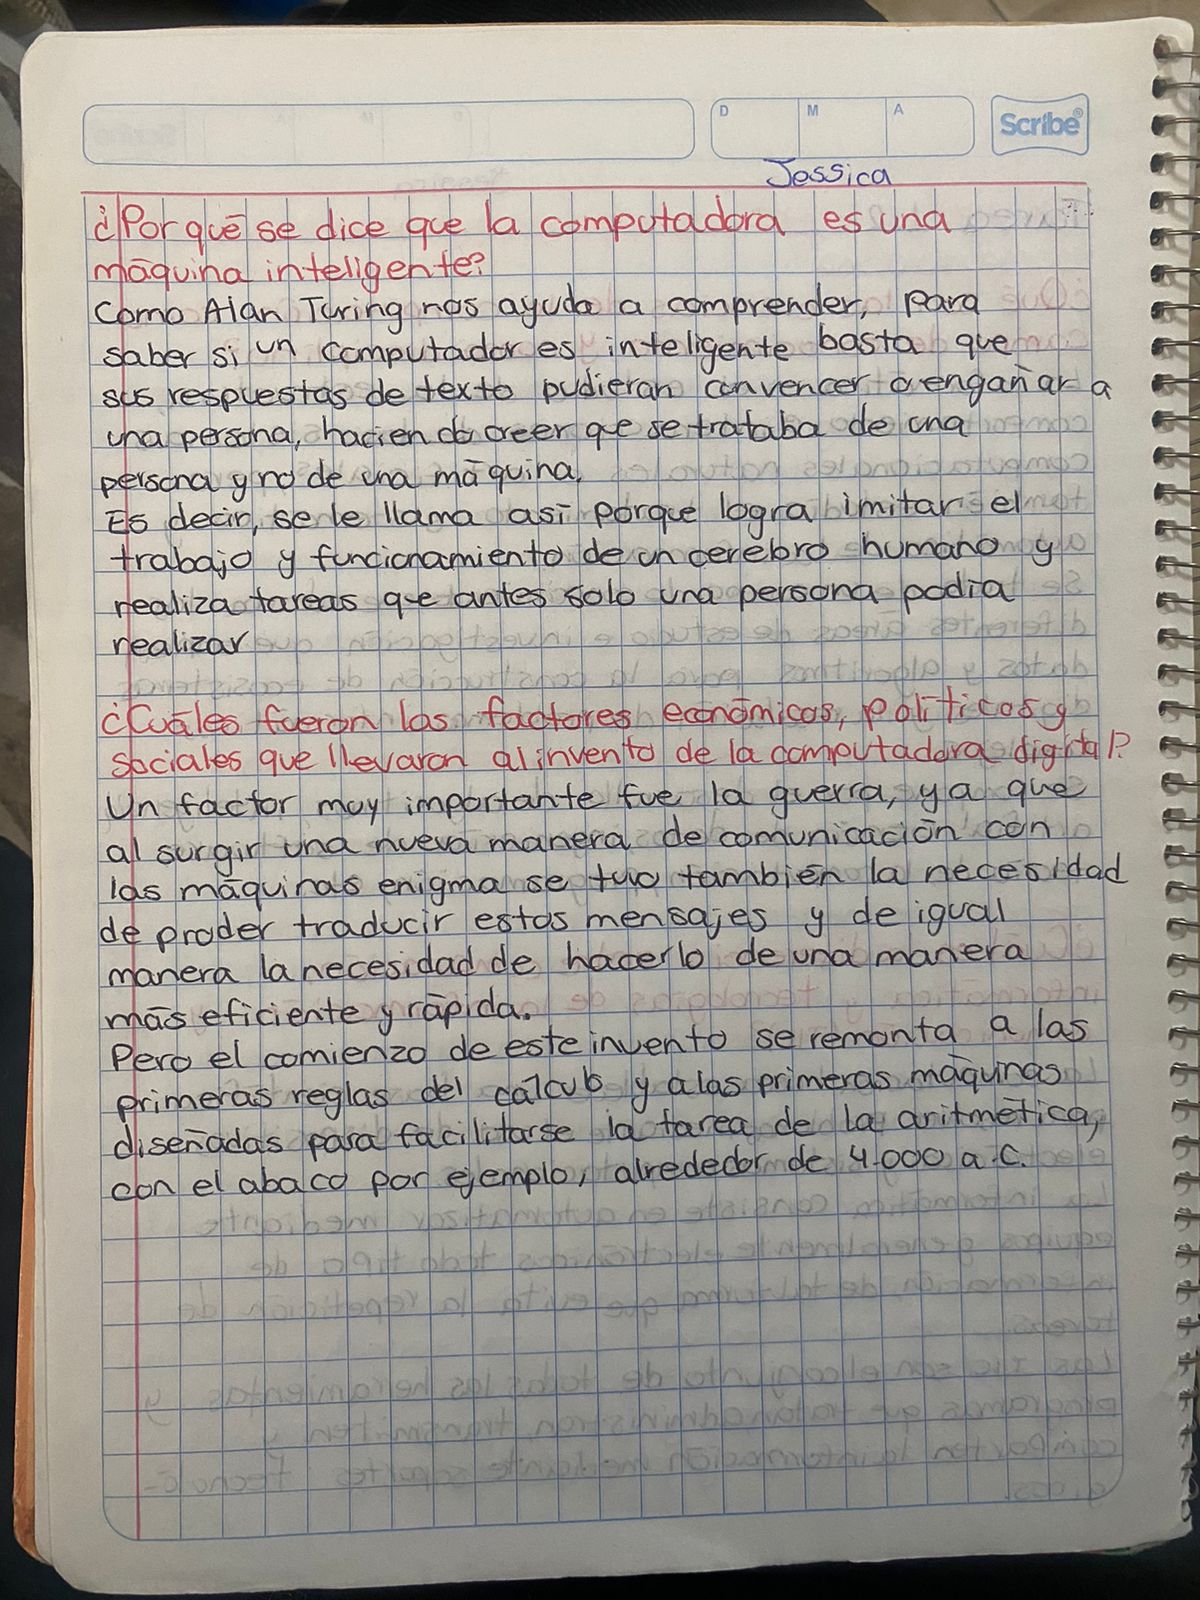 D M A
Scribe®
Jessica
¿Por qué se dice que la computadora es una
máquina inteligente?
Como Alan Turing nos ayuda a comprender, para
saber si un computador es inteligente basta que
sus respuestas de texto pudieran convencer o engañar a
una persona, haciendo creer que se trataba de una
persona y no de una máquina.
Es decir, se le llama así porque logra imitar el
trabajo y funcionamiento de un cerebro humano y
realiza tareas que antes solo una persona podía
realizar
¿Cuáles fueron los factores económicos, políticos y
sociales que llevaron al invento de la computadora digital?
Un factor muy importante fue la guerra, ya que
al surgir una nueva manera de comunicación con
las máquinas enigma se tuvo también la necesidad
de proder traducir estos mensajes y de igual
manera la necesidad de hacerlo de una manera
más eficiente y rápida.
Pero el comienzo de este invento se remonta a las
primeras reglas del cálculo y a las primeras máquinas
diseñadas para facilitarse la tarea de la aritmética,
con el abaco por ejemplo, alrededor de 4.000 a.C.